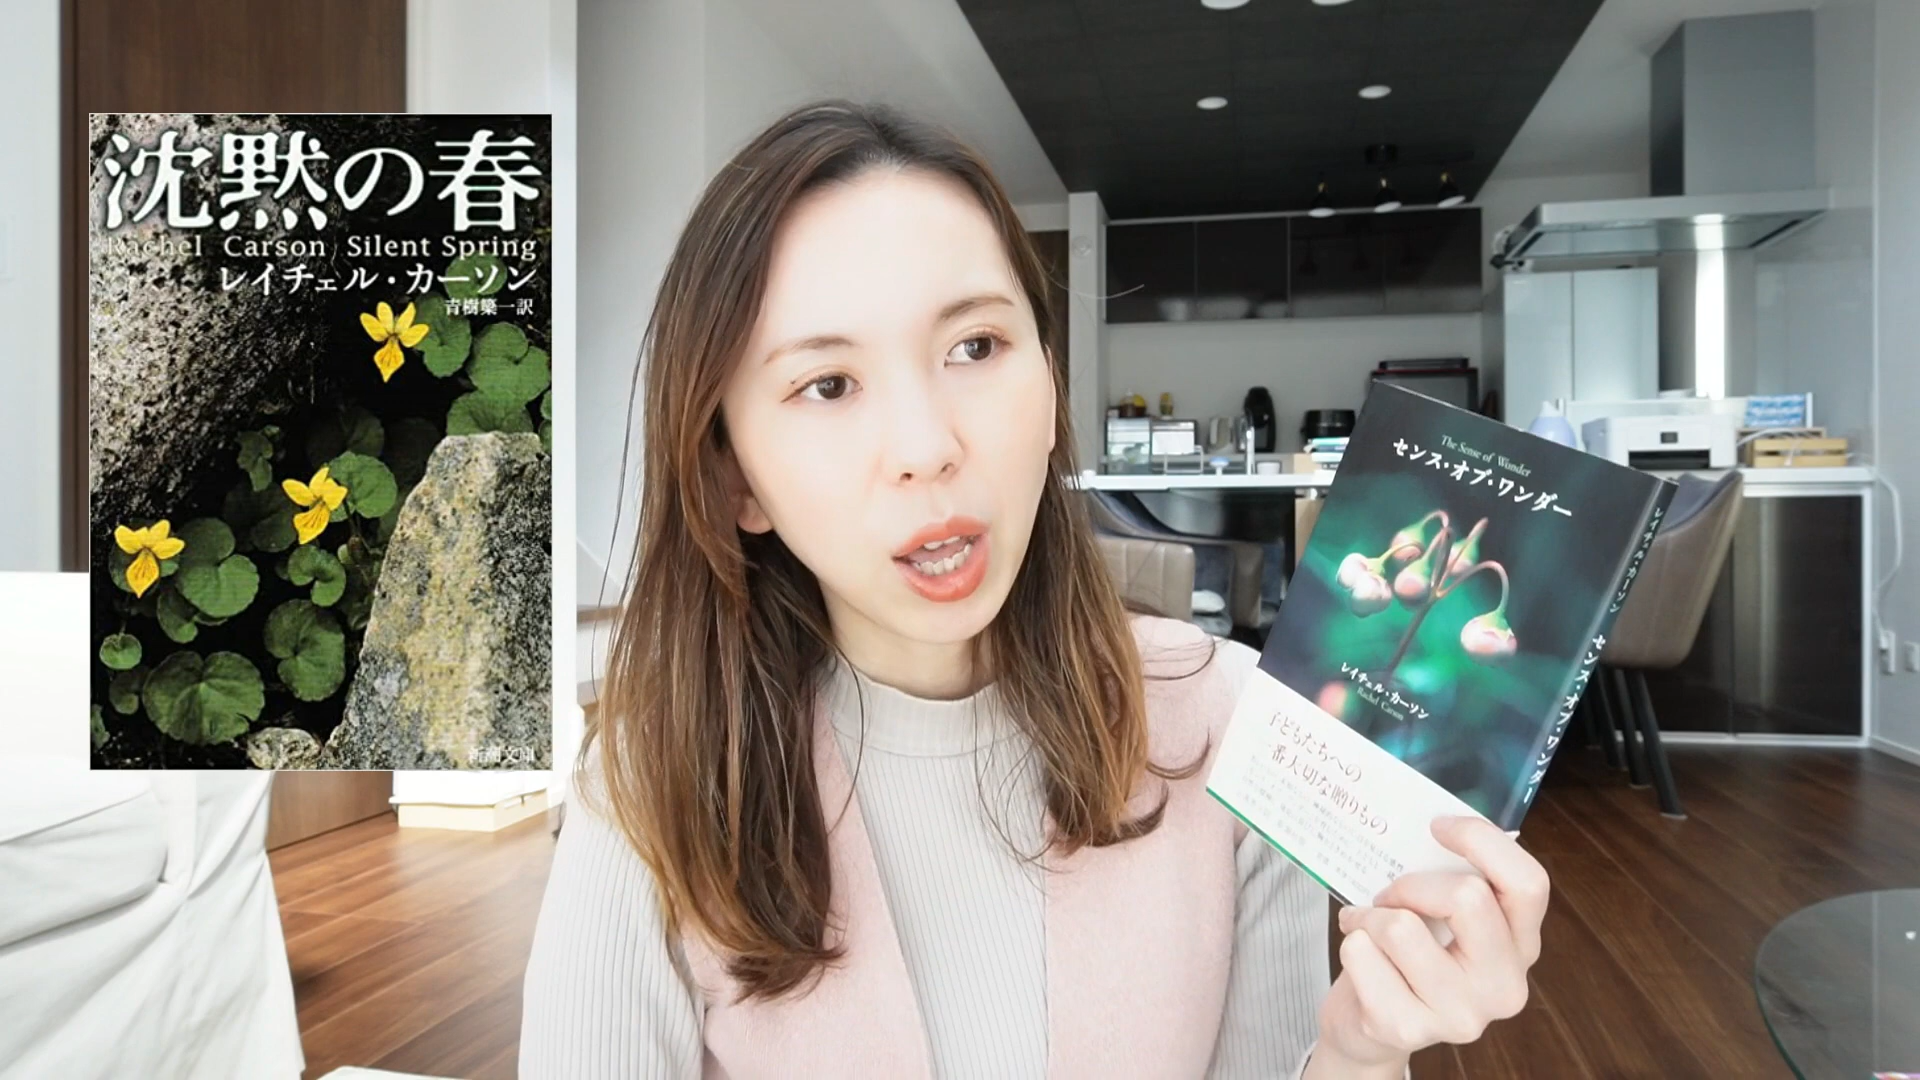 沈黙の春
Rachel Carson Silent Spring
レイチェル・カーソン
青樹簗一訳
新潮文庫
The Sense of Wonder
センス・オブ・ワンダー
レイチェル・カーソン
Rachel Carson
子どもたちへの
一番大切な贈りもの
レイチェル・カーソン
センス・オブ・ワンダー